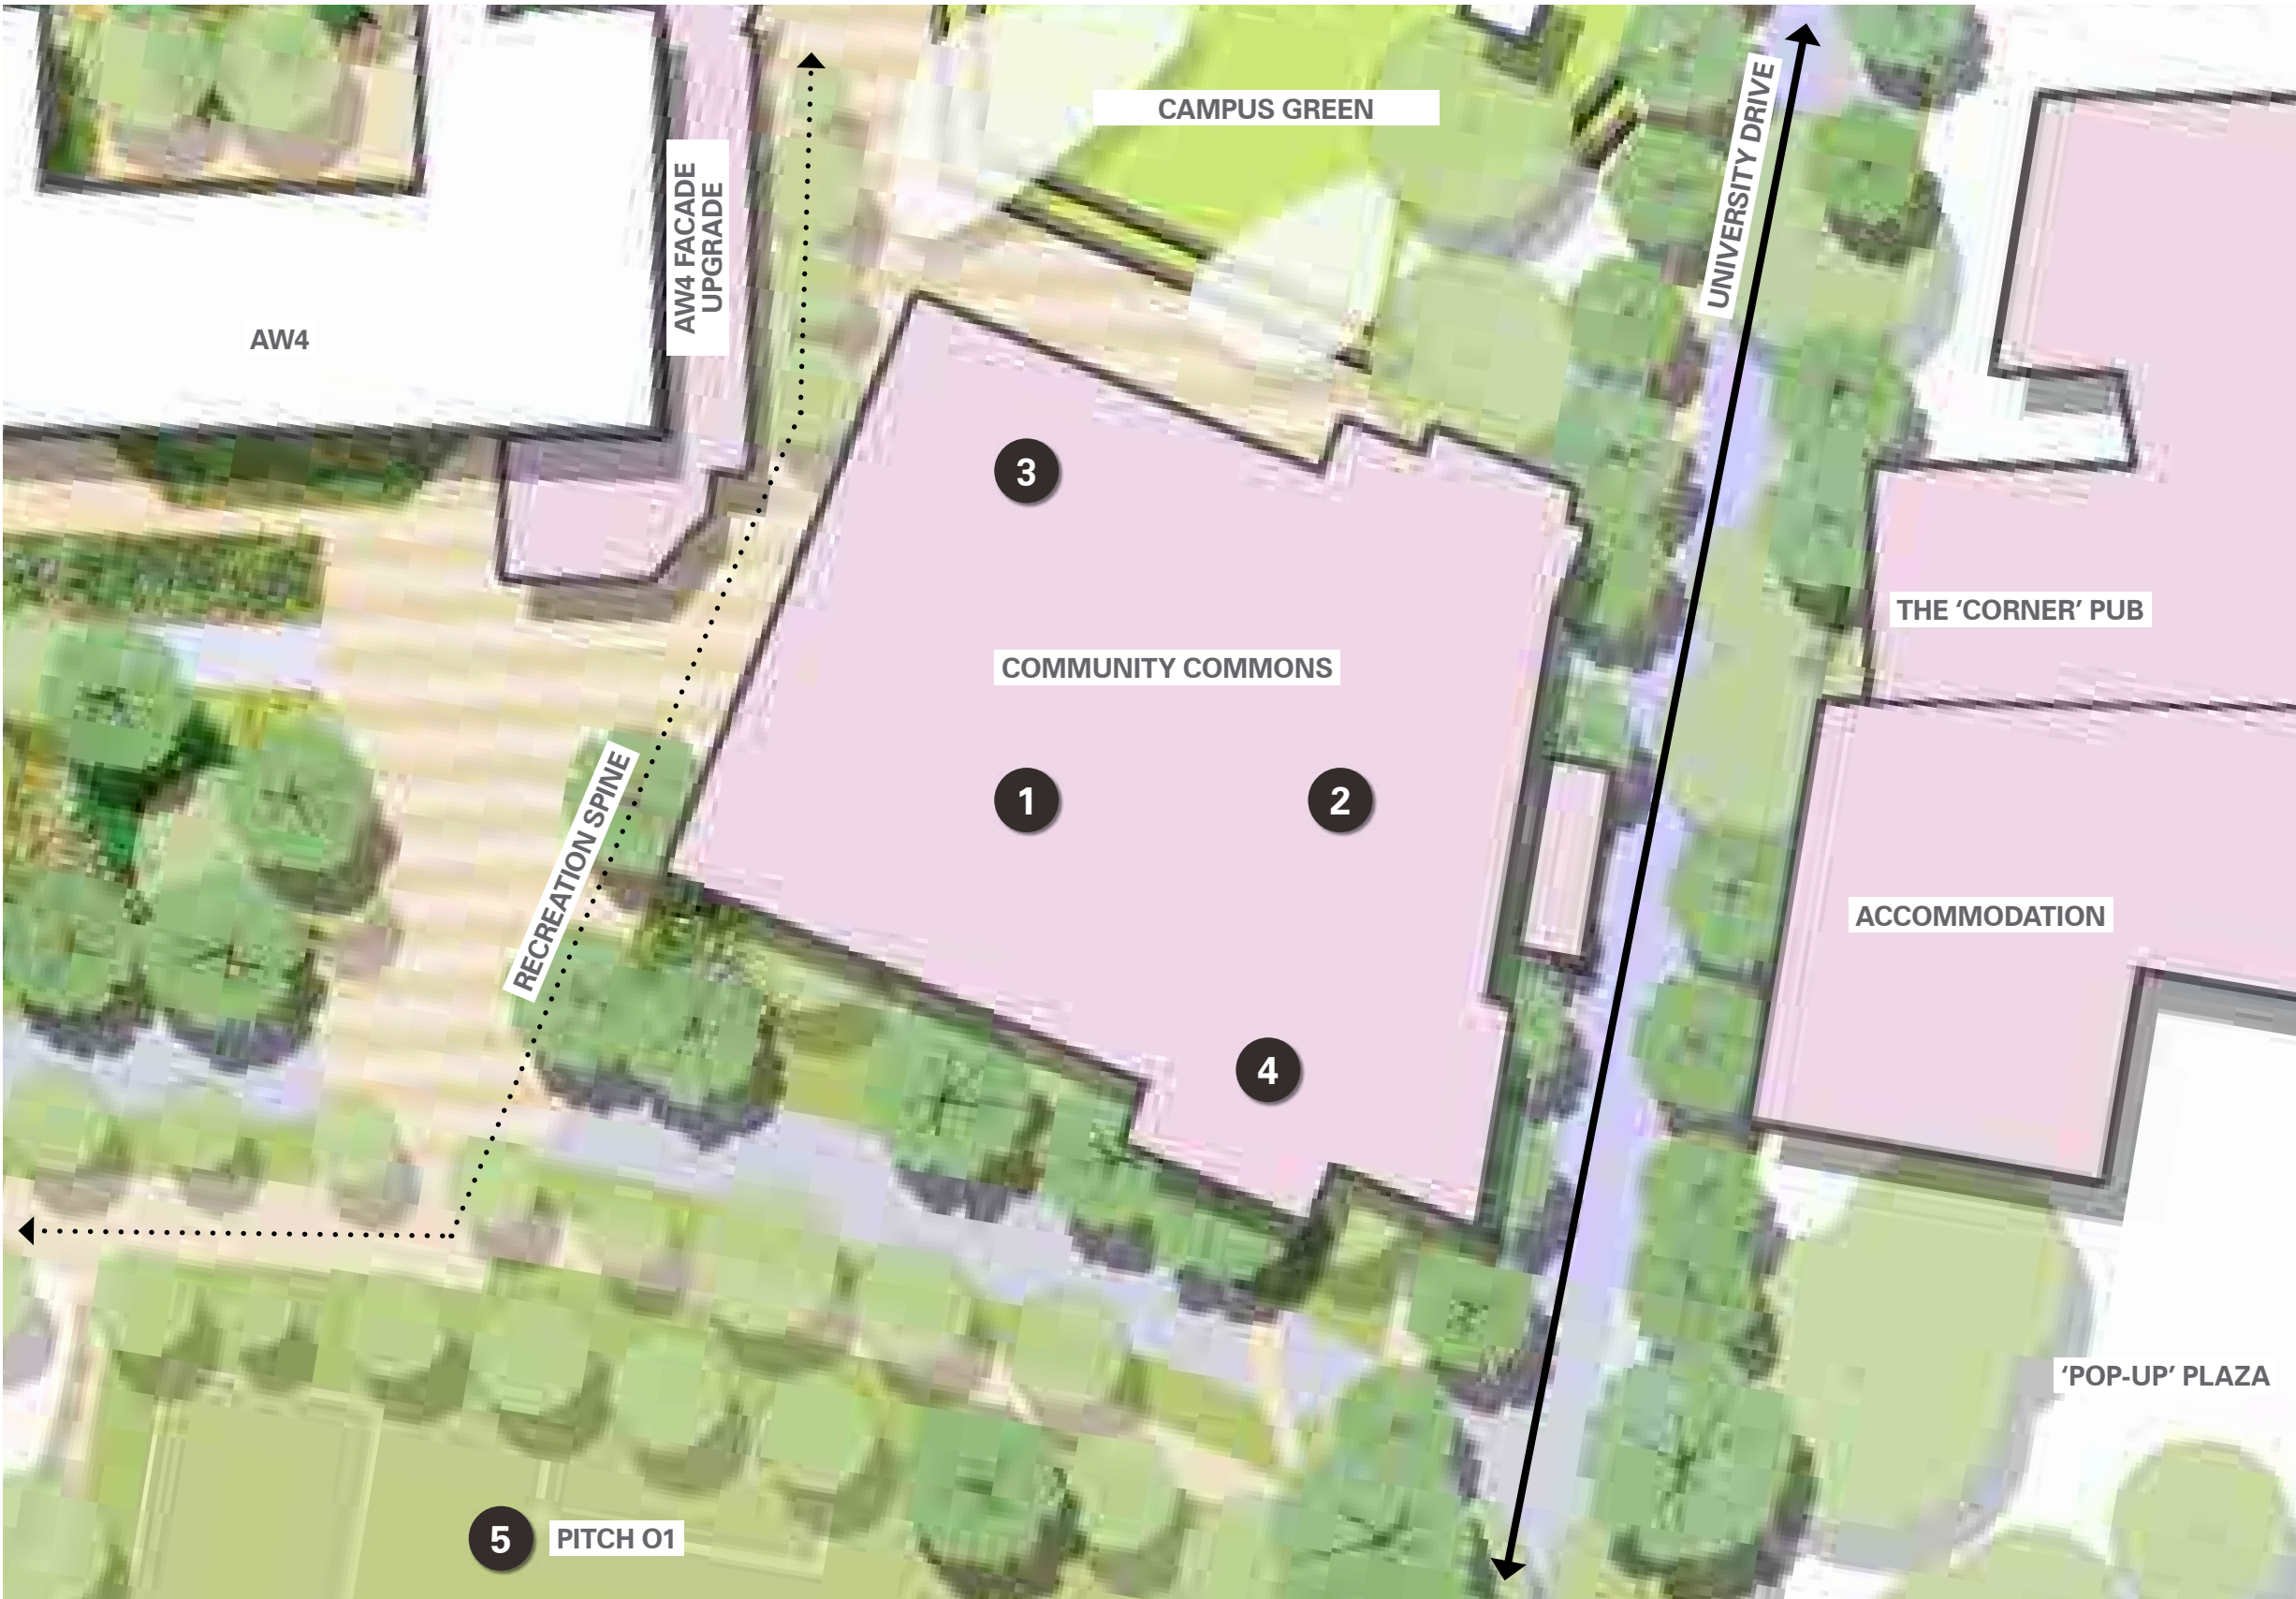 CAMPUS GREEN
UNIVERSITY DRIVE
AW4 FACADE
UPGRADE
AW4
3
THE ‘CORNER’ PUB
COMMUNITY COMMONS
1
2
RECREATION SPINE
ACCOMMODATION
4
‘POP-UP’ PLAZA
5
PITCH 01